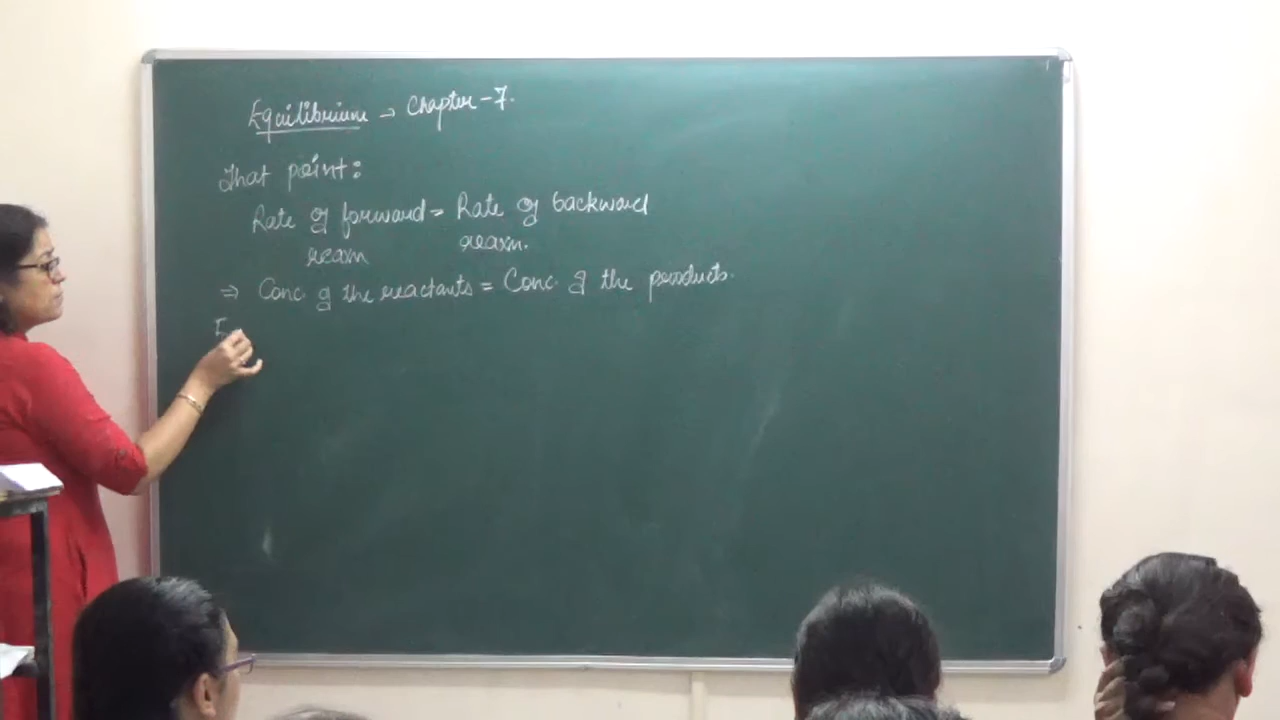 Equilibrium → Chapter-7.
That point:
Rate of forward = Rate of backward
reaxn reaxn.
⇒ Conc. of the reactants = Conc. of the products.
E